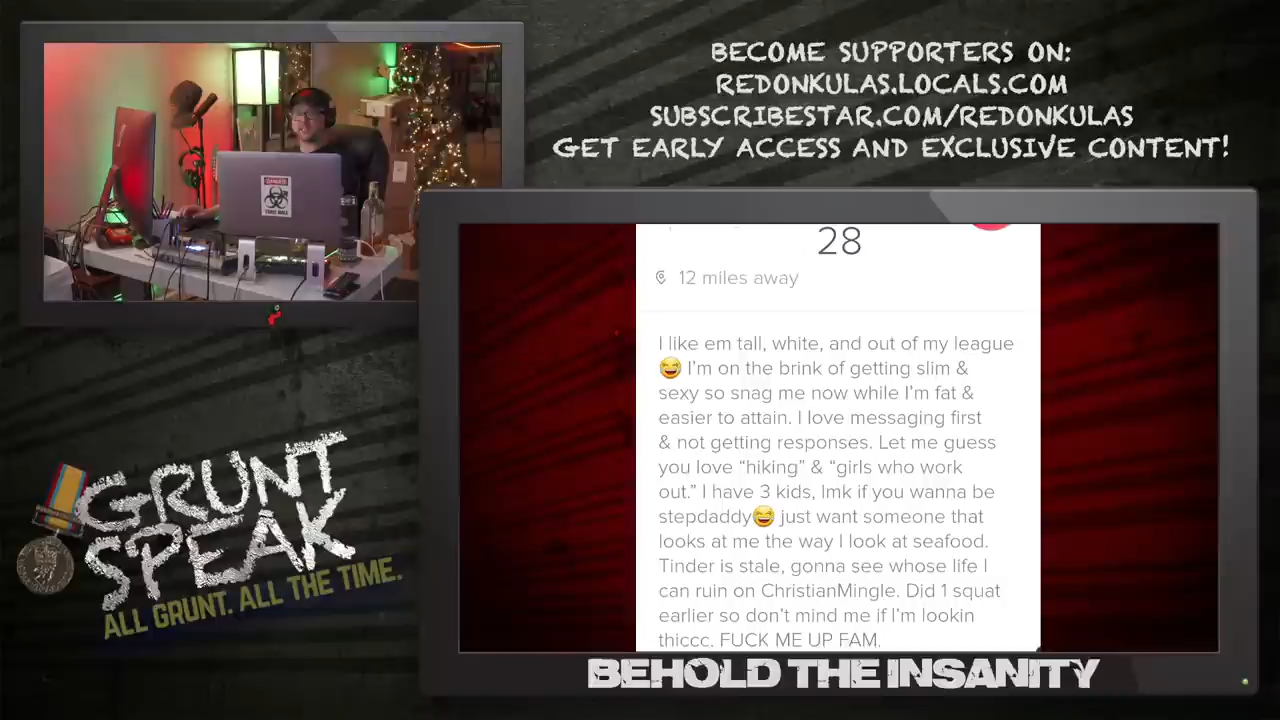 BECOME SUPPORTERS ON:
REDONKULAS.LOCALS.COM
SUBSCRIBESTAR.COM/REDONKULAS
GET EARLY ACCESS AND EXCLUSIVE CONTENT!
28
12 miles away
I like em tall, white, and out of my league
😂 I'm on the brink of getting slim &
sexy so snag me now while I'm fat &
easier to attain. I love messaging first
& not getting responses. Let me guess
you love “hiking” & “girls who work
out.” I have 3 kids, lmk if you wanna be
stepdaddy😂 just want someone that
looks at me the way I look at seafood.
Tinder is stale, gonna see whose life I
can ruin on ChristianMingle. Did 1 squat
earlier so don't mind me if I'm lookin
thiccc. FUCK ME UP FAM.
GRUNT
SPEAK
ALL GRUNT. ALL THE TIME.
BEHOLD THE INSANITY